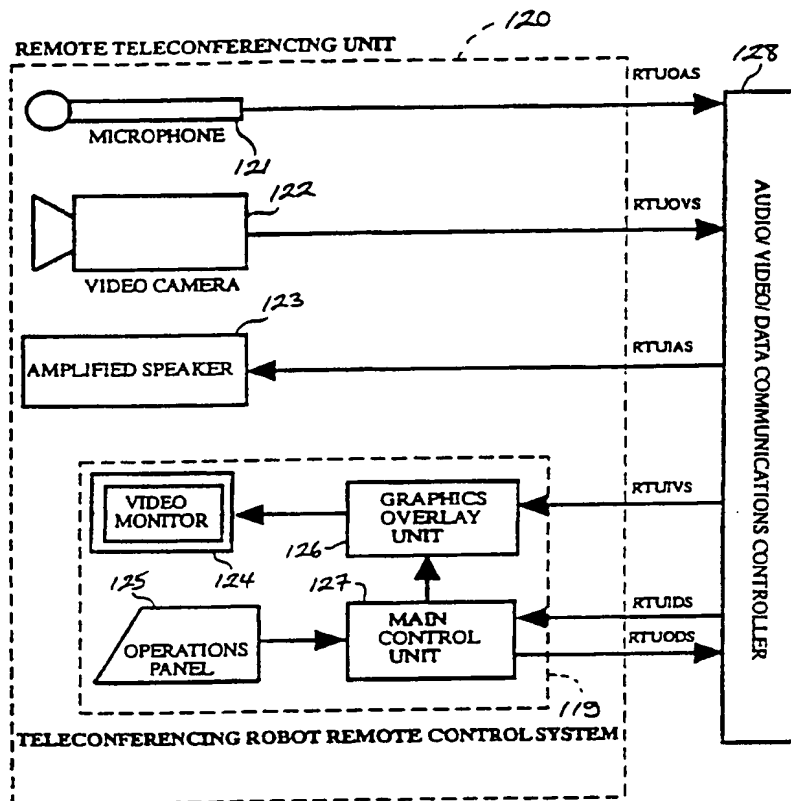 REMOTE TELECONFERENCING UNIT
120
128
RTUOAS
MICROPHONE
121
122
RTUOVS
VIDEO CAMERA
123
AMPLIFIED SPEAKER
RTUIAS
AUDIO/ VIDEO/ DATA COMMUNICATIONS CONTROLLER
VIDEO
MONITOR
124
GRAPHICS
OVERLAY
UNIT
126
RTUIVS
125
OPERATIONS
PANEL
127
MAIN
CONTROL
UNIT
RTUIDS
RTUODS
119
TELECONFERENCING ROBOT REMOTE CONTROL SYSTEM